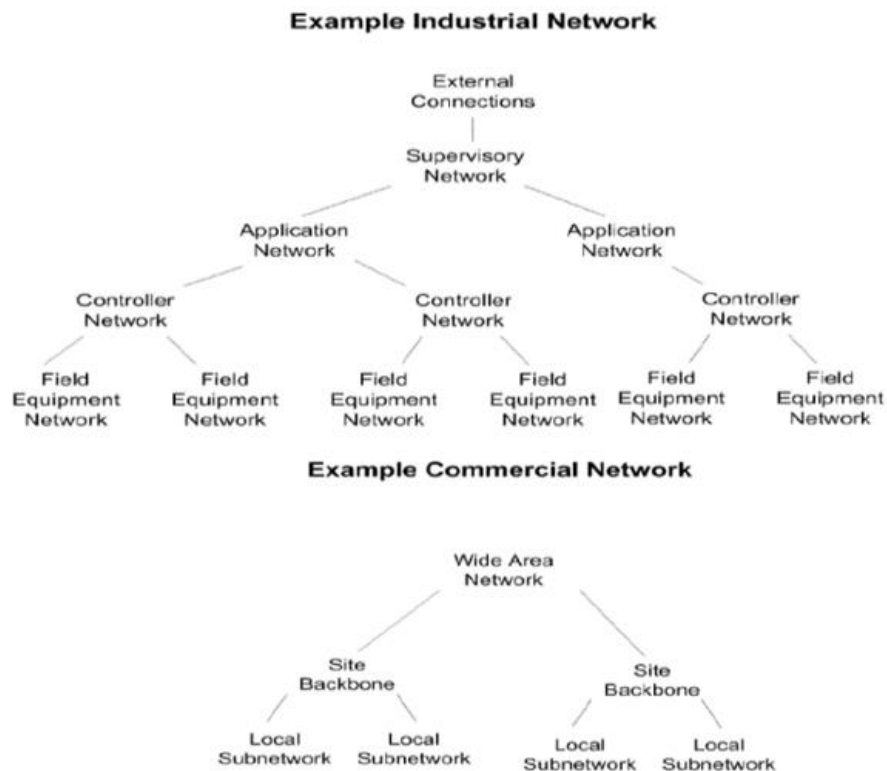 Example Industrial Network
External
Connections
Supervisory
Network
Application
Network
Application
Network
Controller
Network
Controller
Network
Controller
Network
Field
Equipment
Network
Field
Equipment
Network
Field
Equipment
Network
Field
Equipment
Network
Field
Equipment
Network
Field
Equipment
Network
Example Commercial Network
Wide Area
Network
Site
Backbone
Site
Backbone
Local
Subnetwork
Local
Subnetwork
Local
Subnetwork
Local
Subnetwork